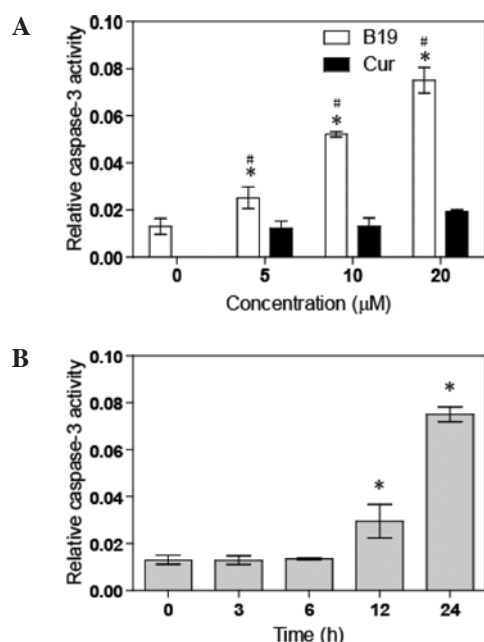 A
Relative caspase-3 activity
0.10
0.08
0.06
0.04
0.02
0.00
B19
Cur
#
*
#
*
#
*
0 5 10 20
Concentration (μM)
B
Relative caspase-3 activity
0.10
0.08
0.06
0.04
0.02
0.00
*
*
0 3 6 12 24
Time (h)